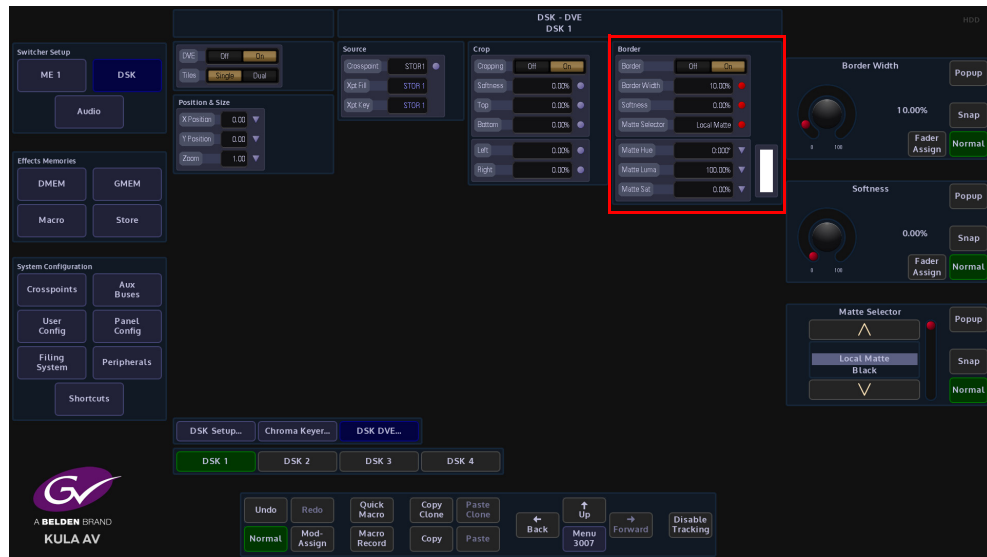 DSK - DVE
DSK 1
HDD
Switcher Setup
ME 1
DSK
Audio
Effects Memories
DMEM
GMEM
Macro
Store
System Configuration
Crosspoints
Aux
Buses
User
Config
Panel
Config
Filing
System
Peripherals
Shortcuts
DVE Off On
Tiles Single Dual
Position & Size
X Position 0.00
Y Position 0.00
Zoom 1.00
Source
Crosspoint STOR1
Xpt Fill STOR 1
Xpt Key STOR 1
Crop
Cropping Off On
Softness 0.00%
Top 0.00%
Bottom 0.00%
Left 0.00%
Right 0.00%
Border
Border Off On
Border Width 10.00%
Softness 0.00%
Matte Selector Local Matte
Matte Hue 0.000°
Matte Luma 100.00%
Matte Sat 0.00%
Border Width
Popup
10.00%
Snap
0 100
Fader
Assign
Normal
Softness
Popup
0.00%
Snap
0 100
Fader
Assign
Normal
Matte Selector
Popup
Local Matte
Black
Snap
Normal
DSK Setup...
Chroma Keyer...
DSK DVE...
DSK 1
DSK 2
DSK 3
DSK 4
GV
A BELDEN BRAND
KULA AV
Undo
Redo
Quick
Macro
Copy
Clone
Paste
Clone
Up
Back
Forward
Disable
Tracking
Normal
Mod-
Assign
Macro
Record
Copy
Paste
Menu
3007